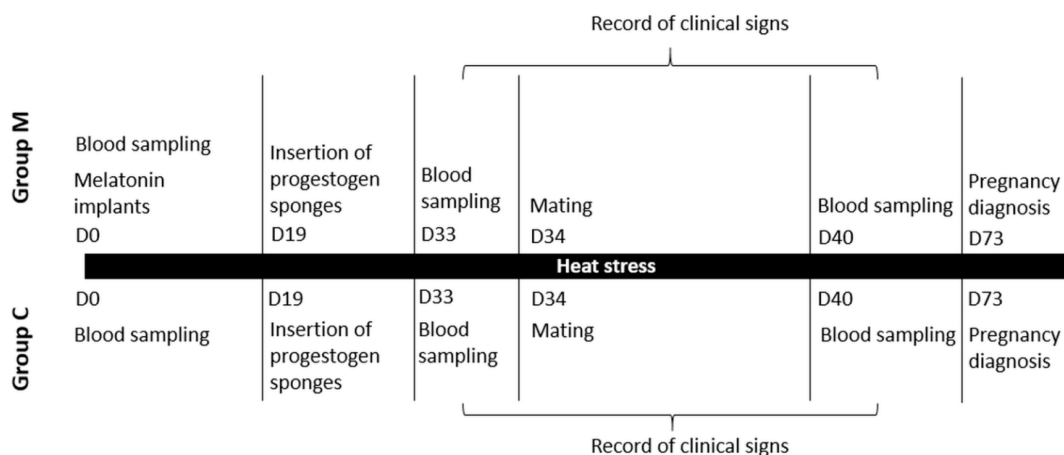 Record of clinical signs
Group M
Blood sampling
Melatonin
implants
D0
Insertion of
progestogen
sponges
D19
Blood
sampling
D33
Mating
D34
Blood sampling
D40
Pregnancy
diagnosis
D73
Heat stress
Group C
D0
Blood sampling
D19
Insertion of
progestogen
sponges
D33
Blood
sampling
D34
Mating
D40
Blood sampling
D73
Pregnancy
diagnosis
Record of clinical signs